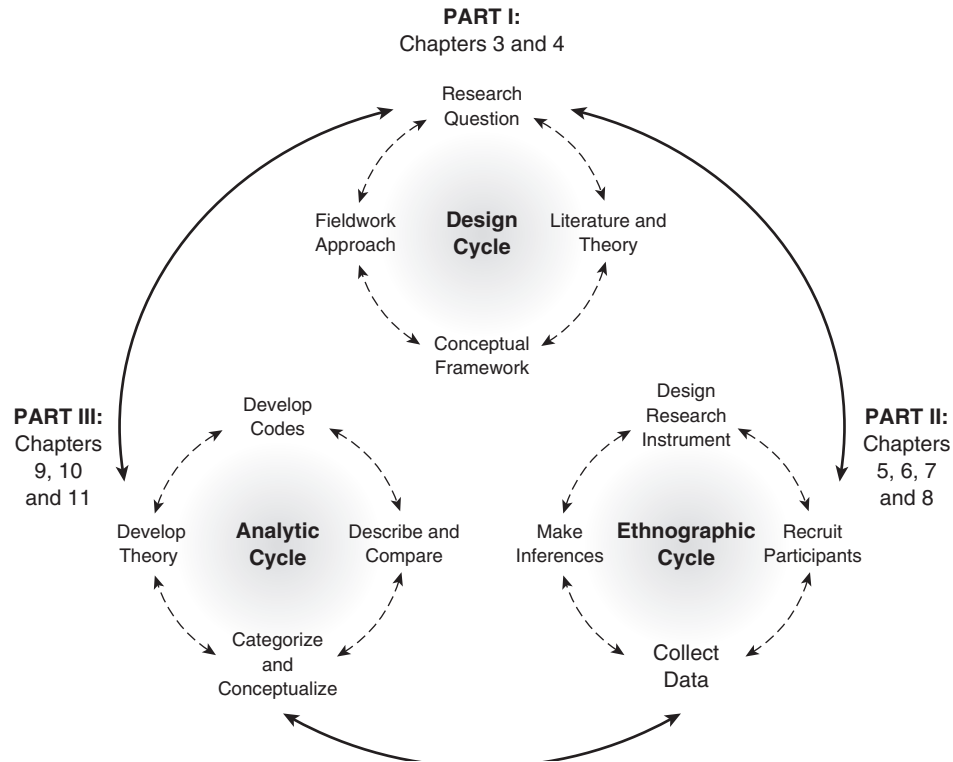 PART I:
Chapters 3 and 4
Research
Question
Fieldwork
Approach
Design
Cycle
Literature and
Theory
Conceptual
Framework
PART III:
Chapters
9, 10
and 11
Develop
Codes
Develop
Theory
Analytic
Cycle
Describe and
Compare
Categorize
and
Conceptualize
Design
Research
Instrument
Make
Inferences
Ethnographic
Cycle
Recruit
Participants
Collect
Data
PART II:
Chapters
5, 6, 7
and 8